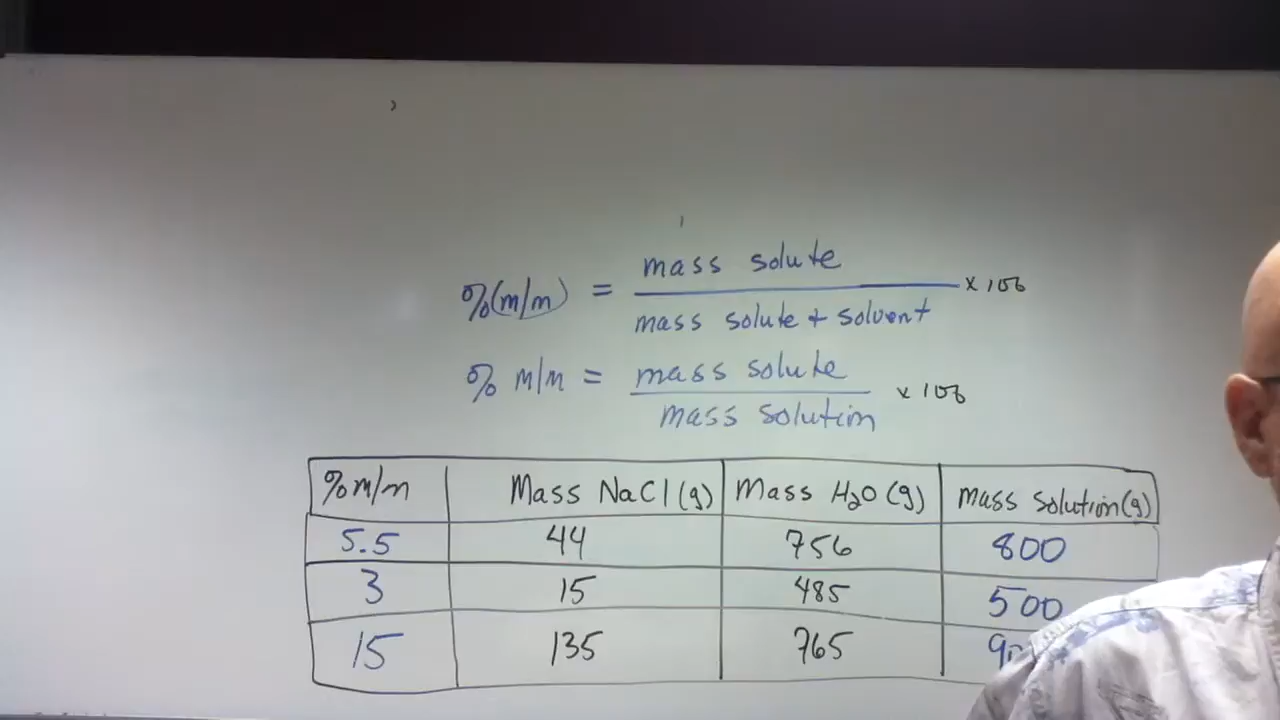 %(m/m) = mass solute / mass solute + solvent x 100
% m/m = mass solute / mass solution x 100
%m/m Mass NaCl (g) Mass H₂O (g) Mass Solution (g)
5.5 44 756 800
3 15 485 500
15 135 765